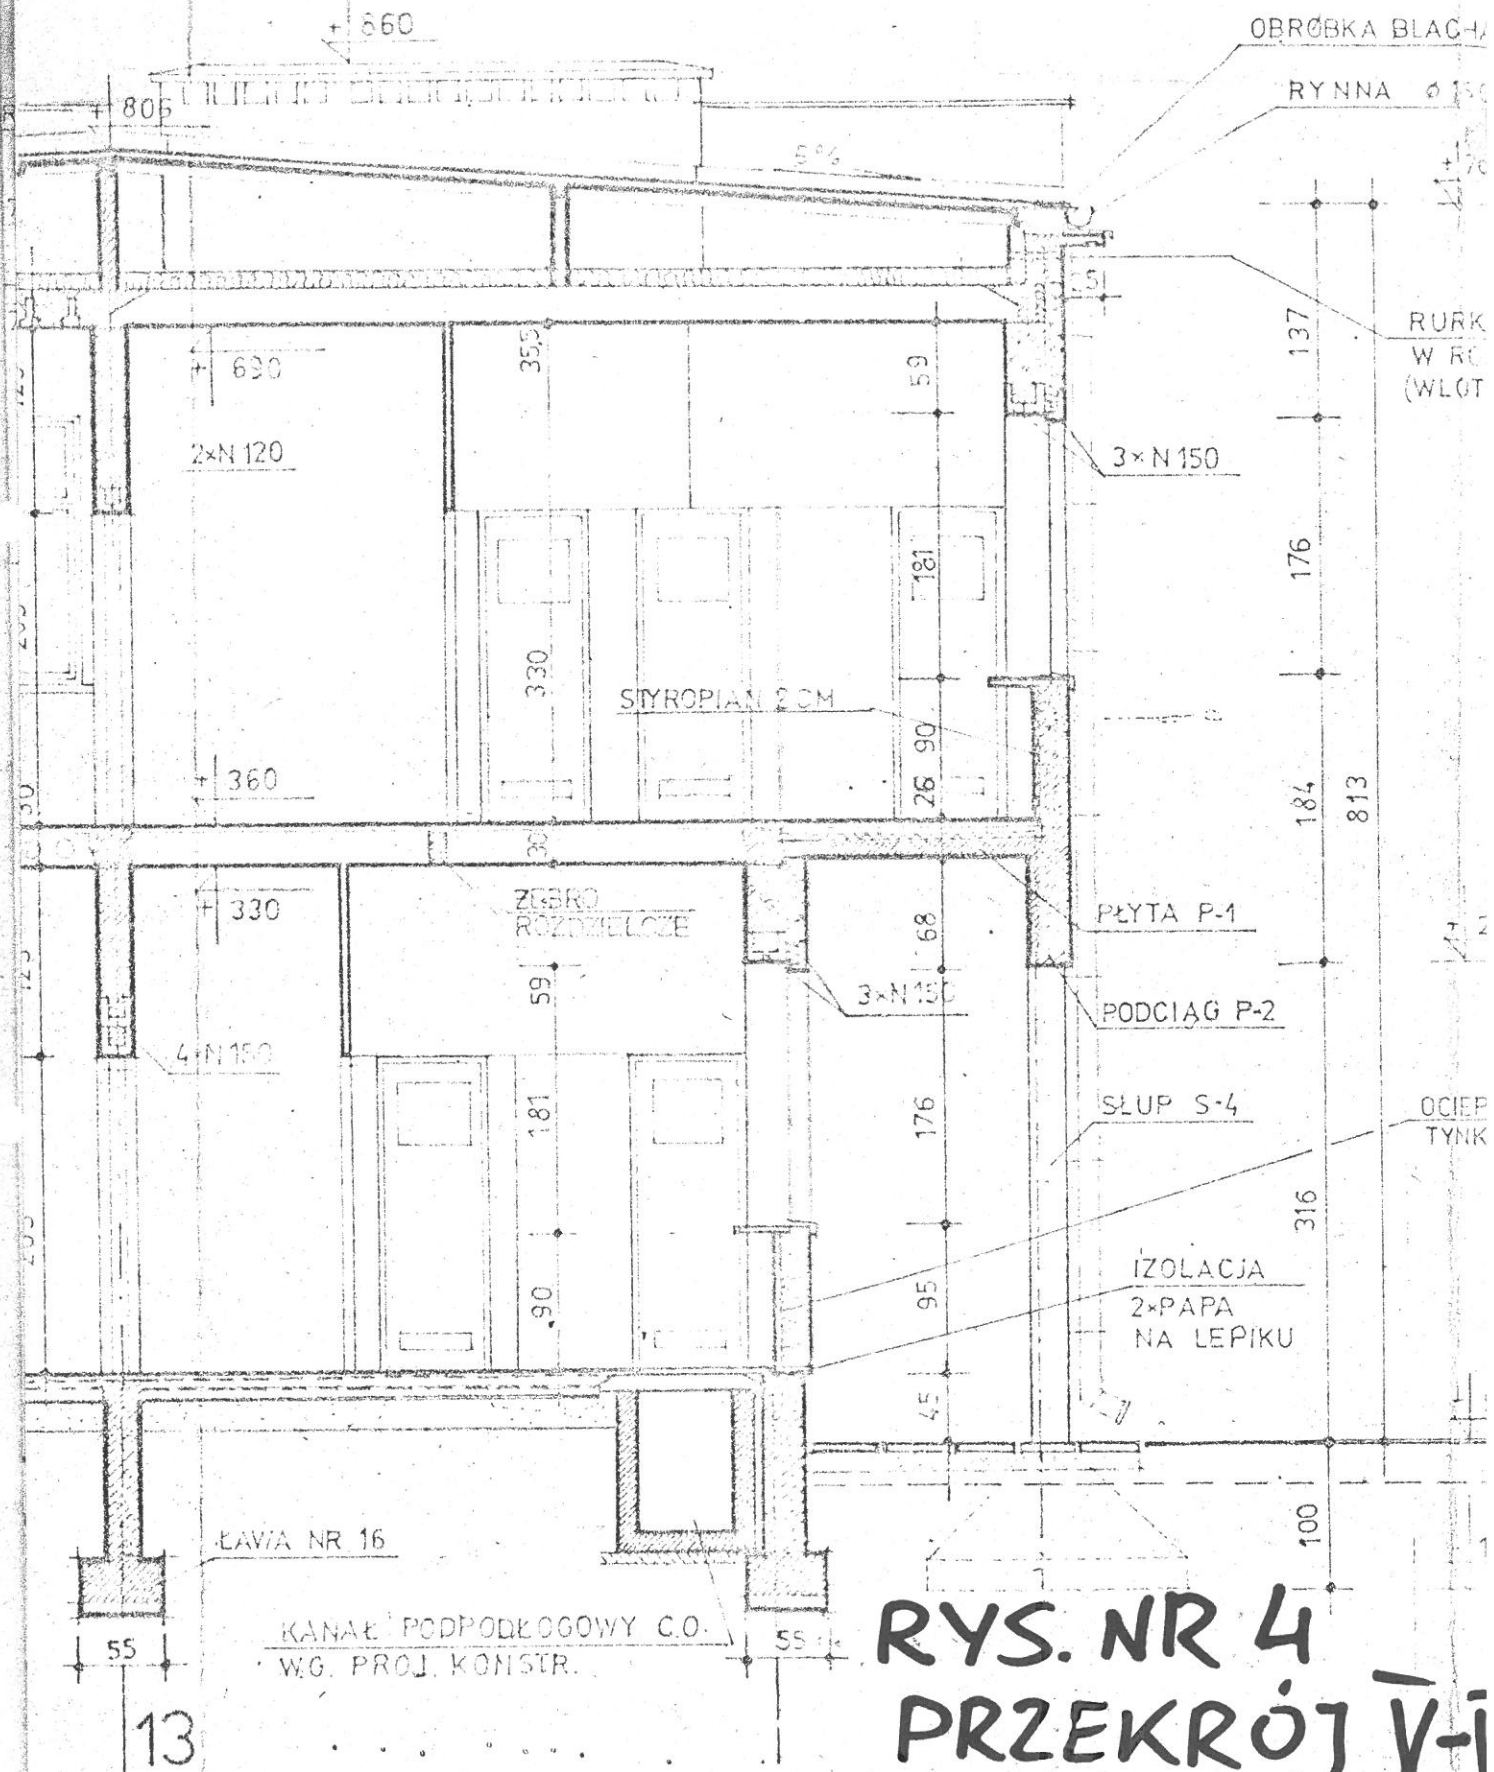 + 860
OBRÓBKA
RYNNA
+ 806
5%
+ 690
35,5
59
137
RURK
W
(WLOT
2×N 120
3×N 150
176
181
330
STYROPIAN 2 CM
90
26
184
813
+ 360
30
+ 330
ŻEBRO
ROZDZIELCZE
68
PŁYTA P-1
59
3×N 150
PODCIĄG P-2
4×N 150
181
176
SŁUP S-4
OCIEP
TYNK
316
90
95
IZOLACJA
2×PAPA
NA LEPIKU
45
100
ŁAWA NR 16
KANAŁ PODPODŁOGOWY C.O.
W.G. PROJ. KONSTR.
55
55
13
RYS. NR 4
PRZEKRÓJ